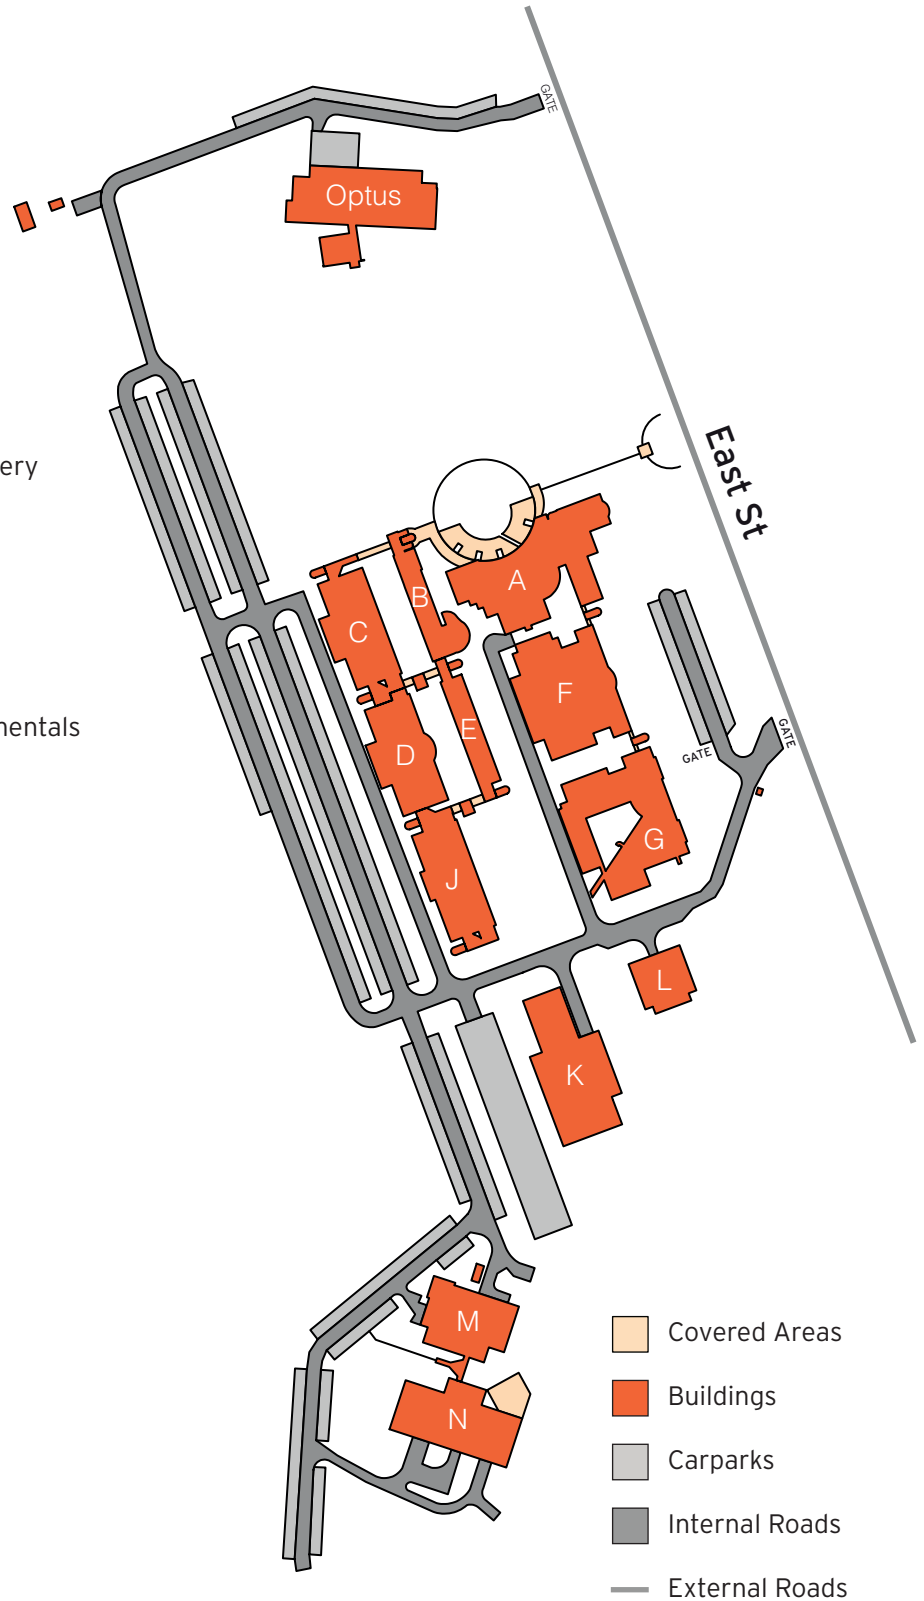 GATE
Optus
ery
East St
A
B
C
F
nentals
E
D
GATE
GATE
G
J
L
K
M
N
Covered Areas
Buildings
Carparks
Internal Roads
External Roads